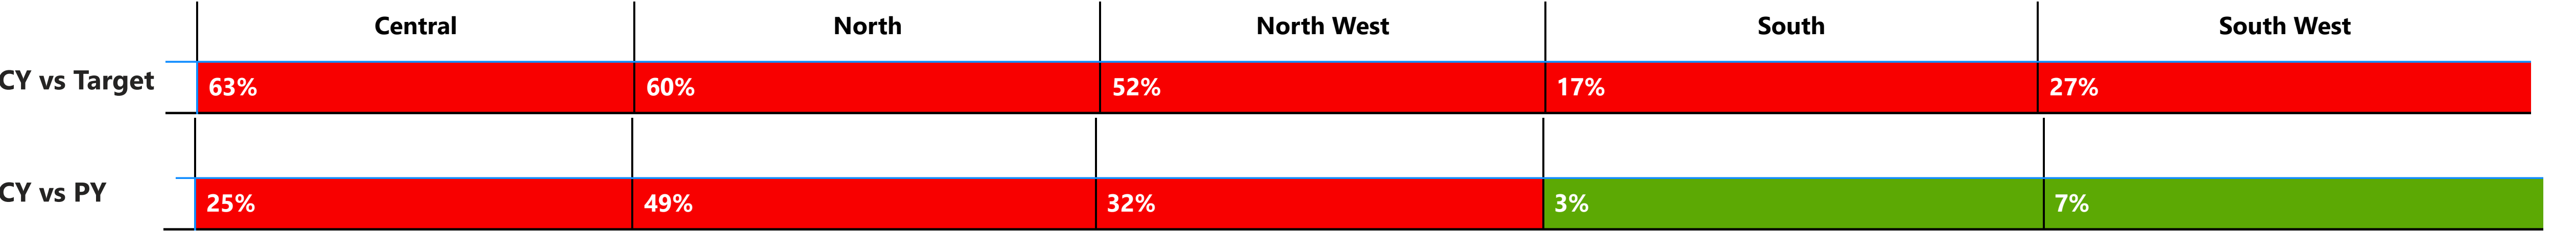 Central North North West South South West
CY vs Target 63% 60% 52% 17% 27%
CY vs PY 25% 49% 32% 3% 7%